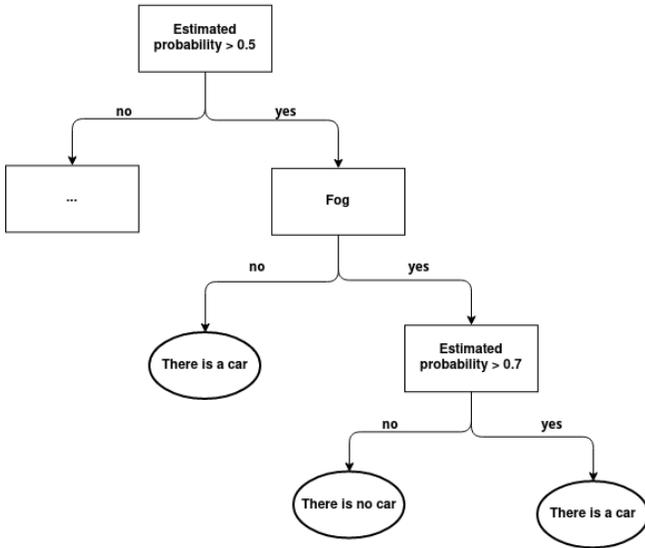 Estimated
probability > 0.5
no
yes
...
Fog
no
yes
There is a car
Estimated
probability > 0.7
no
yes
There is no car
There is a car